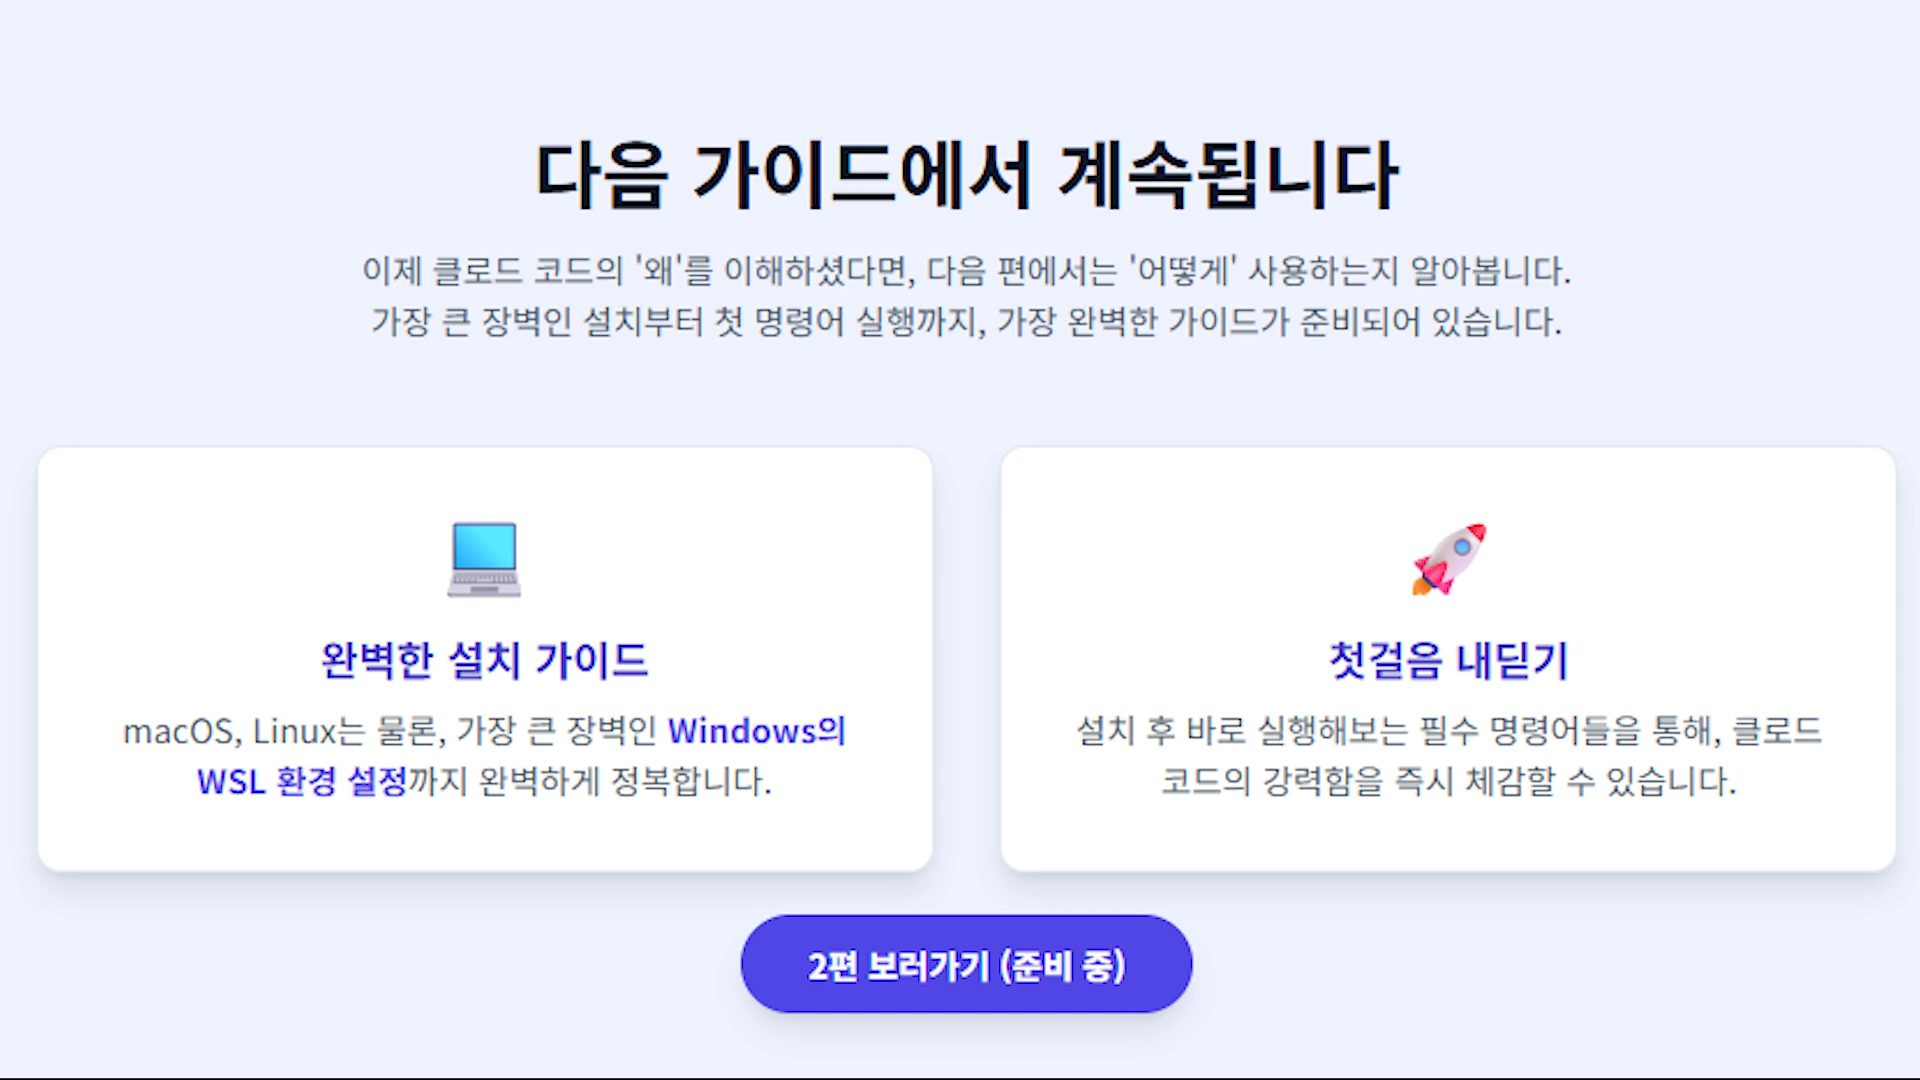 다음 가이드에서 계속됩니다
이제 클로드 코드의 '왜'를 이해하셨다면, 다음 편에서는 '어떻게' 사용하는지 알아봅니다.
가장 큰 장벽인 설치부터 첫 명령어 실행까지, 가장 완벽한 가이드가 준비되어 있습니다.
완벽한 설치 가이드
macOS, Linux는 물론, 가장 큰 장벽인 Windows의
WSL 환경 설정까지 완벽하게 정복합니다.
첫걸음 내딛기
설치 후 바로 실행해보는 필수 명령어들을 통해, 클로드
코드의 강력함을 즉시 체감할 수 있습니다.
2편 보러가기 (준비 중)